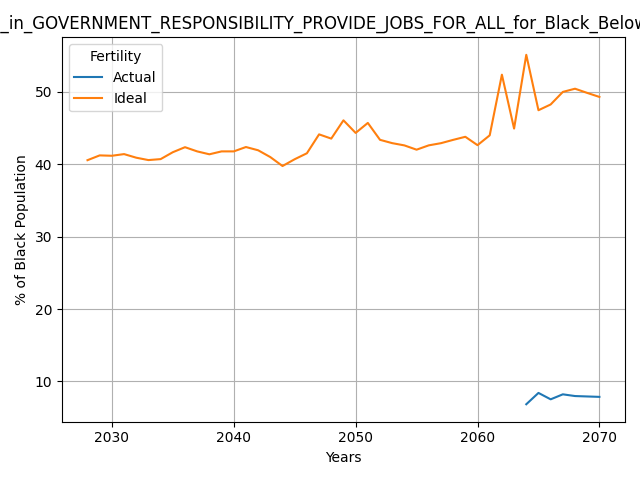 _in_GOVERNMENT_RESPONSIBILITY_PROVIDE_JOBS_FOR_ALL_for_Black_Below
Fertility
Actual
Ideal
% of Black Population
50
40
30
20
10
2030
2040
2050
2060
2070
Years